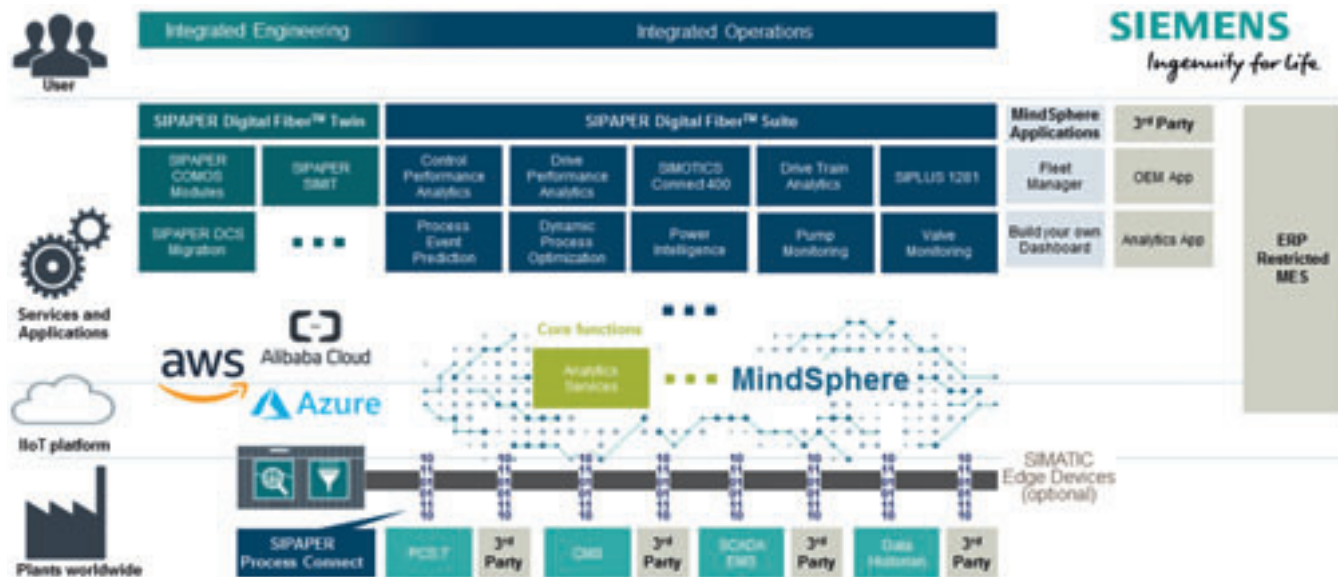 Integrated Engineering
Integrated Operations
SIEMENS
Ingenuity for Life
User
SIPAPER Digital Fiber™ Twin
SIPAPER Digital Fiber™ Suite
MindSphere
Applications
3rd Party
SIPAPER
COMOS
Modules
SIPAPER
SIMIT
Control
Performance
Analytics
Drive
Performance
Analytics
SIMOTICS
Connect 400
Drive Train
Analytics
SIPLUS 1281
Fleet
Manager
OEM App
SIPAPER DCS
Migration
Process
Event
Prediction
Dynamic
Process
Optimization
Power
Intelligence
Pump
Monitoring
Valve
Monitoring
Build your own
Dashboard
Analytics App
ERP
Restricted
MES
Services and
Applications
aws
Alibaba Cloud
Azure
Core functions
Analytics
Services
MindSphere
IIoT platform
SIMATIC
Edge Devices
(optional)
Plants worldwide
SIPAPER
Process Connect
PCS 7
3rd
Party
CMS
3rd
Party
SCADA
EMS
3rd
Party
Data
Historian
3rd
Party